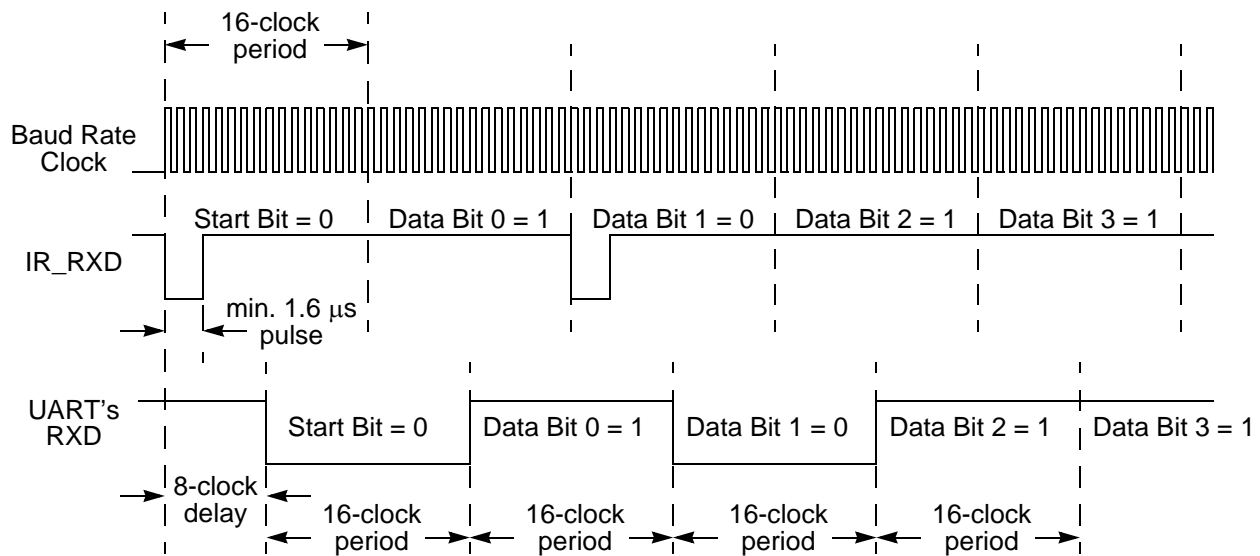 16-clock
period
Baud Rate
Clock
Start Bit = 0
Data Bit 0 = 1
Data Bit 1 = 0
Data Bit 2 = 1
Data Bit 3 = 1
IR_RXD
min. 1.6 μs
pulse
UART's
RXD
Start Bit = 0
Data Bit 0 = 1
Data Bit 1 = 0
Data Bit 2 = 1
Data Bit 3 = 1
8-clock
delay
16-clock
period
16-clock
period
16-clock
period
16-clock
period